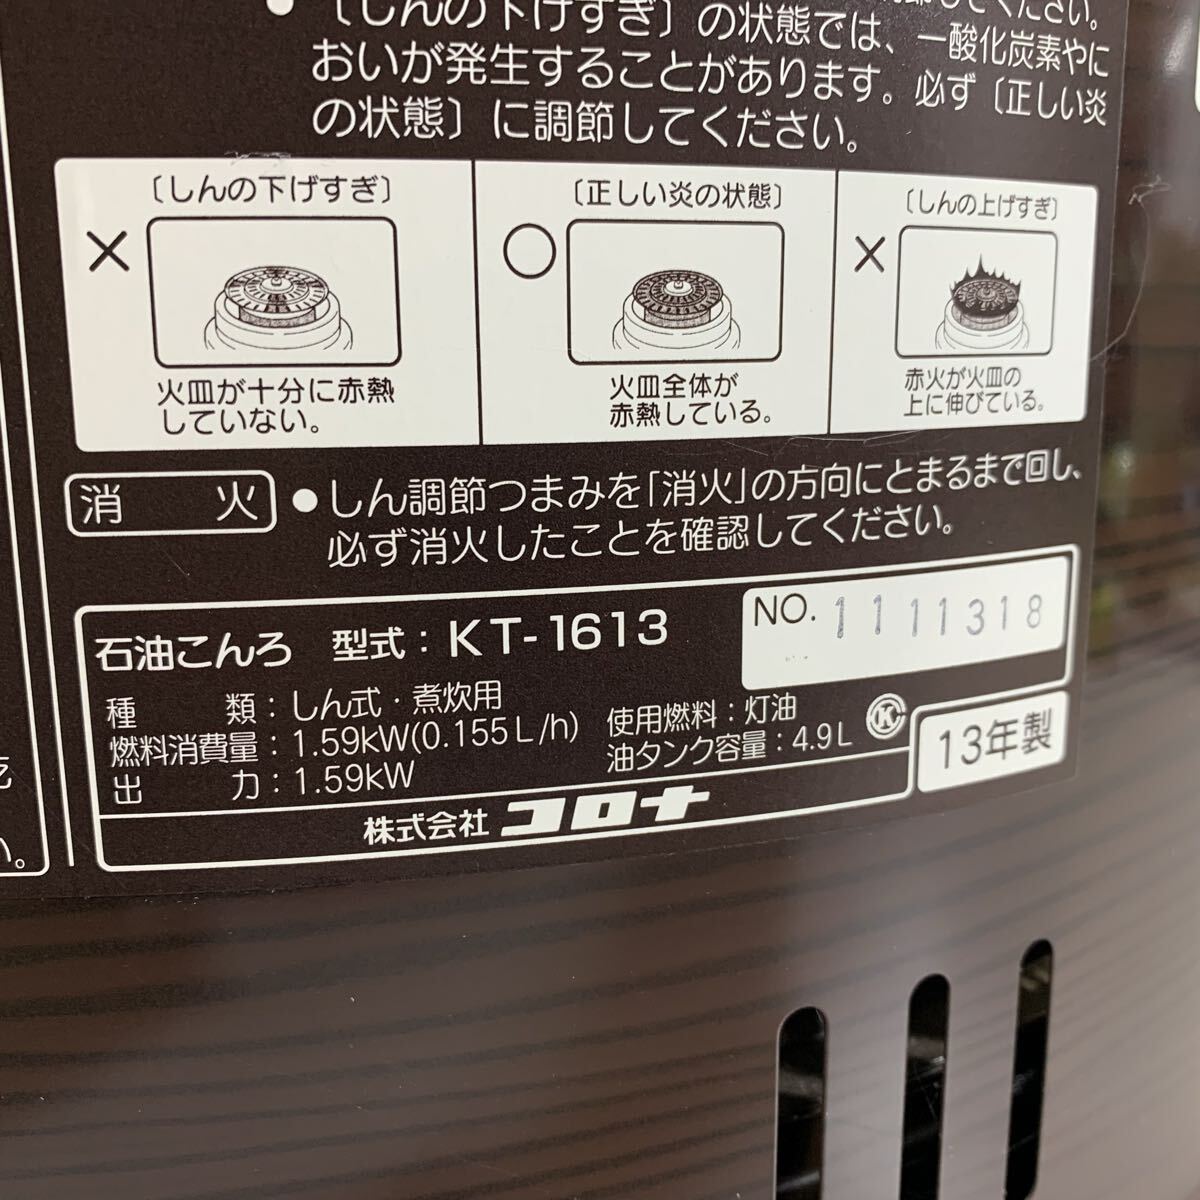 ください。
●〔しんの下げすぎ〕の状態では、一酸化炭素やに
おいが発生することがあります。必ず〔正しい炎
の状態〕に調節してください。
〔しんの下げすぎ〕
×
火皿が十分に赤熱
していない。
〔正しい炎の状態〕
○
火皿全体が
赤熱している。
〔しんの上げすぎ〕
×
赤火が火皿の
上に伸びている。
消 火
●しん調節つまみを「消火」の方向にとまるまで回し、
必ず消火したことを確認してください。
石油こんろ 型式：KT-1613
NO. 1111318
種 類：しん式・煮炊用
燃料消費量：1.59kW(0.155L/h)
出 力：1.59kW
使用燃料：灯油
油タンク容量：4.9L
K
13年製
株式会社 コロナ